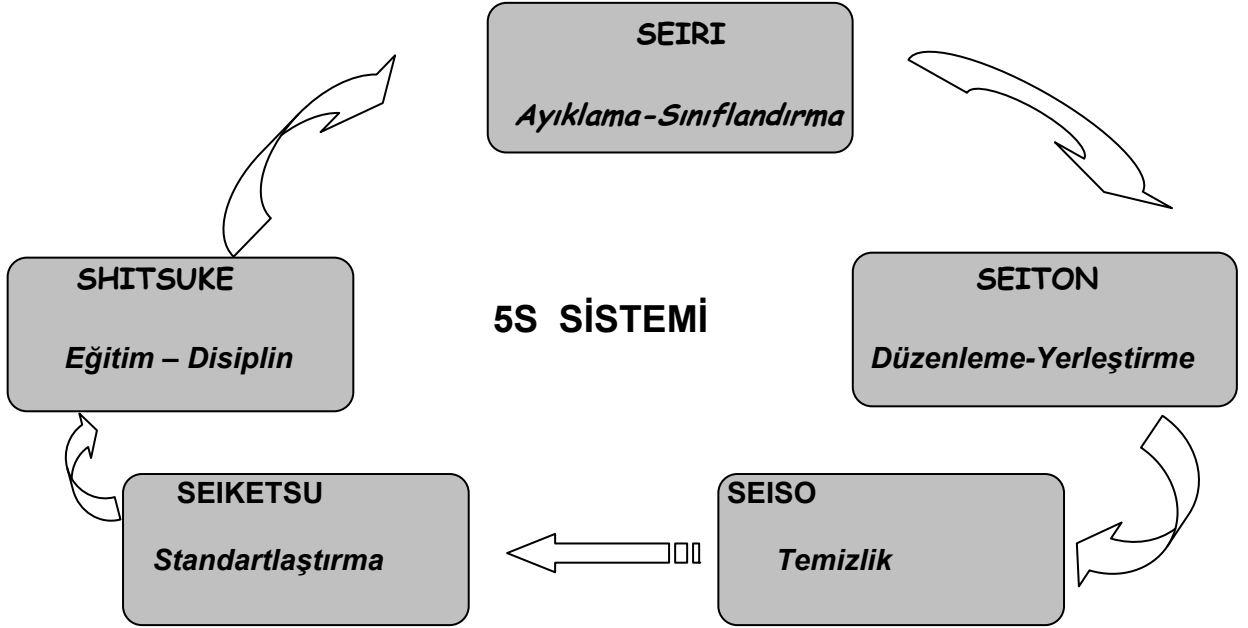 SEIRI
Ayıklama-Sınıflandırma
SHITSUKE
Eğitim – Disiplin
5S SİSTEMİ
SEITON
Düzenleme-Yerleştirme
SEIKETSU
Standartlaştırma
SEISO
Temizlik